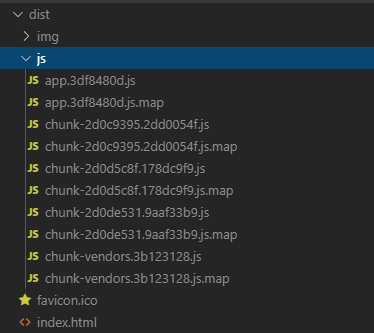 dist
img
js
JS app.3df8480d.js
JS app.3df8480d.js.map
JS chunk-2d0c9395.2dd0054f.js
JS chunk-2d0c9395.2dd0054f.js.map
JS chunk-2d0d5c8f.178dc9f9.js
JS chunk-2d0d5c8f.178dc9f9.js.map
JS chunk-2d0de531.9aaf33b9.js
JS chunk-2d0de531.9aaf33b9.js.map
JS chunk-vendors.3b123128.js
JS chunk-vendors.3b123128.js.map
favicon.ico
<> index.html